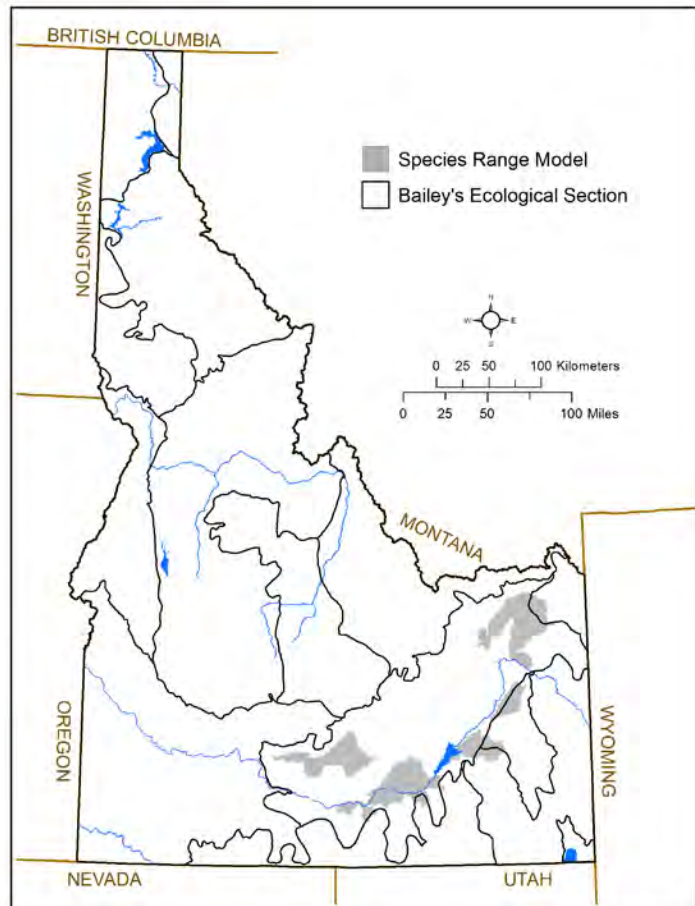 BRITISH COLUMBIA
WASHINGTON
Species Range Model
Bailey's Ecological Section
N
W E
S
0 25 50 100 Kilometers
0 25 50 100 Miles
MONTANA
OREGON
WYOMING
NEVADA
UTAH